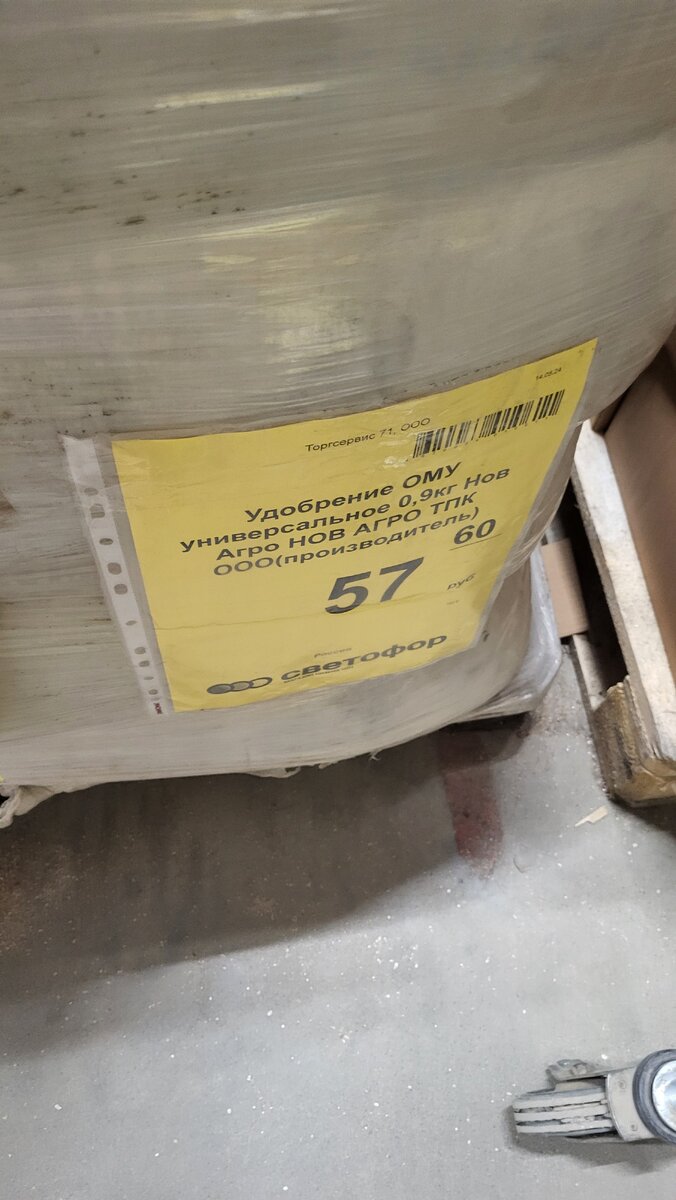 14.05.24
Торгсервис 71, ООО
Удобрение ОМУ
универсальное 0,9кг Нов
Агро НОВ АГРО ТПК
ООО(производитель)
57 60
руб
Россия
светофор